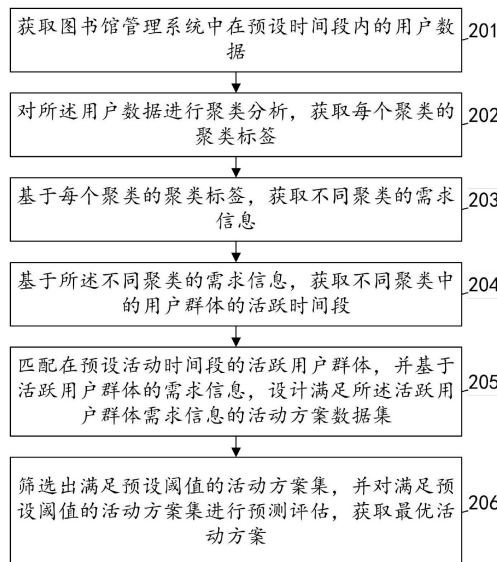 获取图书馆管理系统中在预设时间段内的用户数
据
201
对所述用户数据进行聚类分析，获取每个聚类的
聚类标签
202
基于每个聚类的聚类标签，获取不同聚类的需求
信息
203
基于所述不同聚类的需求信息，获取不同聚类中
的用户群体的活跃时间段
204
匹配在预设活动时间段的活跃用户群体，并基于
活跃用户群体的需求信息，设计满足所述活跃用
户群体需求信息的活动方案数据集
205
筛选出满足预设阈值的活动方案集，并对满足预
设阈值的活动方案集进行预测评估，获取最优活
动方案
206